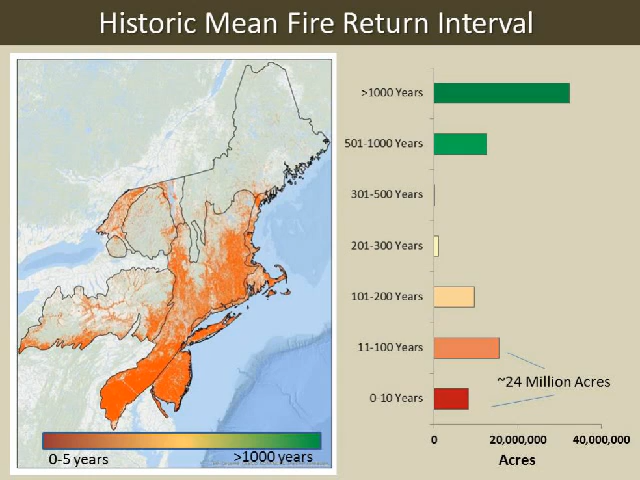 Historic Mean Fire Return Interval
0-5 years
>1000 years
>1000 Years
501-1000 Years
301-500 Years
201-300 Years
101-200 Years
11-100 Years
0-10 Years
~24 Million Acres
0
20,000,000
40,000,000
Acres